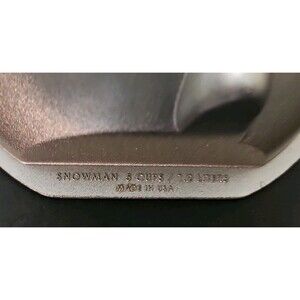 SNOWMAN 5 CUPS / 1.2 LITERS
MADE IN USA